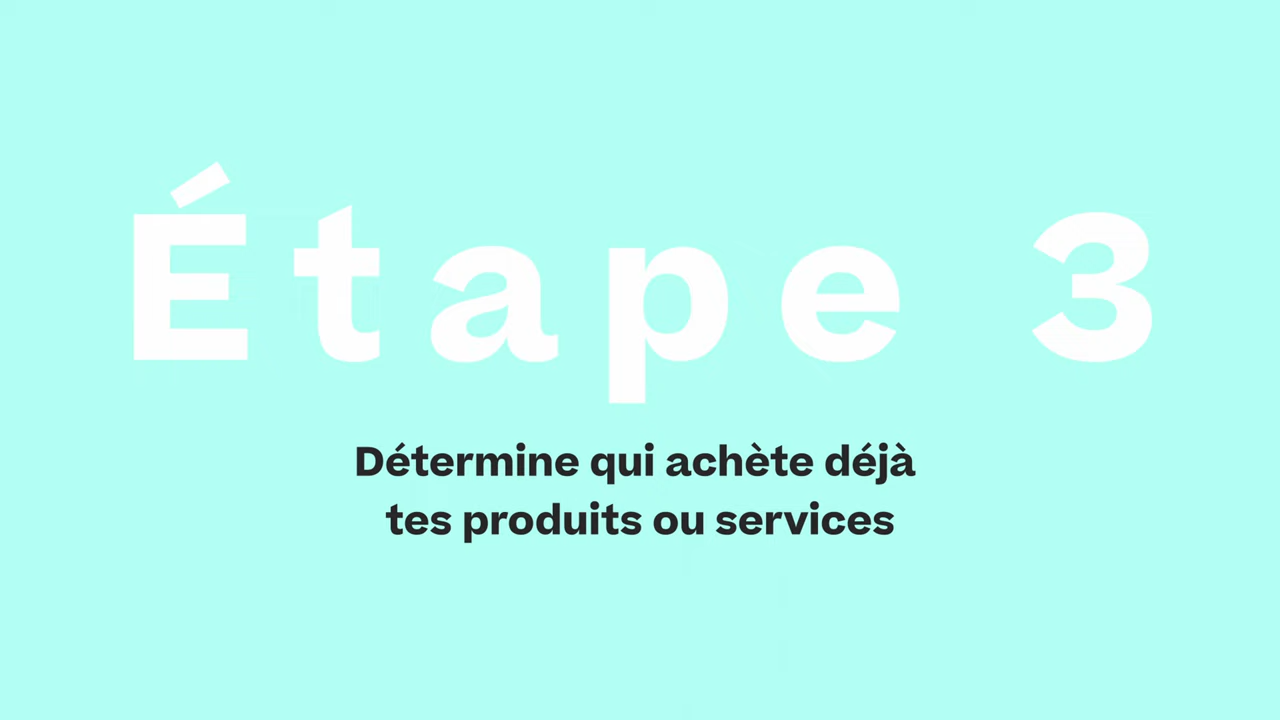 Étape 3
Détermine qui achète déjà
tes produits ou services